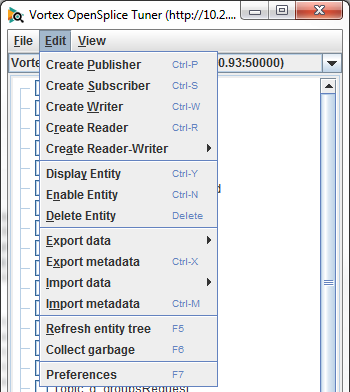 Vortex OpenSplice Tuner (http://10.2....
File Edit View
Vorte 0.93:50000)
Create Publisher Ctrl-P
Create Subscriber Ctrl-S
Create Writer Ctrl-W
Create Reader Ctrl-R
Create Reader-Writer
Display Entity Ctrl-Y
Enable Entity Ctrl-N
Delete Entity Delete
Export data
Export metadata Ctrl-X
Import data
Import metadata Ctrl-M
Refresh entity tree F5
Collect garbage F6
Preferences F7